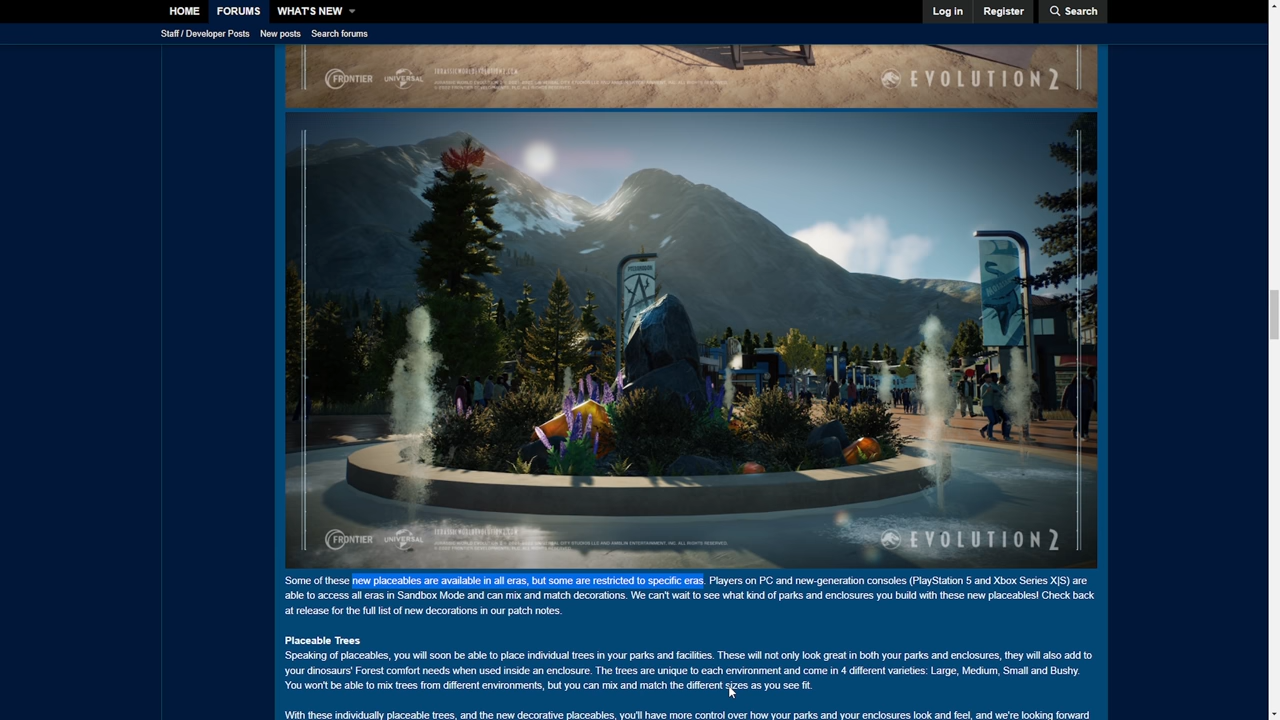 HOME FORUMS WHAT'S NEW Log in Register Search
Staff / Developer Posts New posts Search forums
FRONTIER UNIVERSAL JURASSICWORLDEVOLUTION2.COM EVOLUTION 2
FRONTIER UNIVERSAL EVOLUTION 2
Some of these new placeables are available in all eras, but some are restricted to specific eras. Players on PC and new-generation consoles (PlayStation 5 and Xbox Series X|S) are
able to access all eras in Sandbox Mode and can mix and match decorations. We can't wait to see what kind of parks and enclosures you build with these new placeables! Check back
at release for the full list of new decorations in our patch notes.
Placeable Trees
Speaking of placeables, you will soon be able to place individual trees in your parks and facilities. These will not only look great in both your parks and enclosures, they will also add to
your dinosaurs' Forest comfort needs when used inside an enclosure. The trees are unique to each environment and come in 4 different varieties: Large, Medium, Small and Bushy.
You won't be able to mix trees from different environments, but you can mix and match the different sizes as you see fit.
With these individually placeable trees, and the new decorative placeables, you'll have more control over how your parks and your enclosures look and feel, and we're looking forward